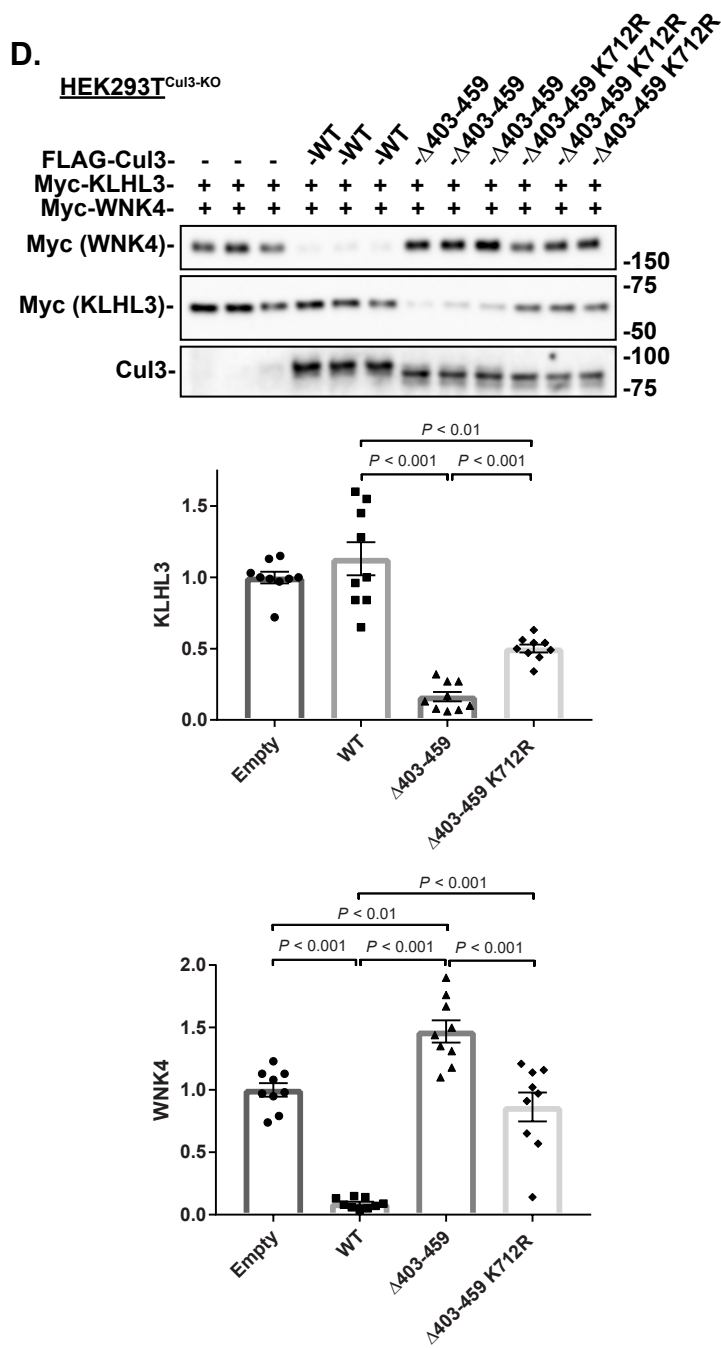 D.
HEK293T^Cul3-KO
FLAG-Cul3- - - - -WT -WT -WT -Δ403-459 -Δ403-459 -Δ403-459 -Δ403-459 K712R -Δ403-459 K712R -Δ403-459 K712R
Myc-KLHL3- + + + + + + + + + + + +
Myc-WNK4- + + + + + + + + + + + +
Myc (WNK4)- -150
-75
Myc (KLHL3)-
-50
-100
Cul3-
-75
P < 0.01
P < 0.001 P < 0.001
1.5
1.0
0.5
0.0
KLHL3
Empty WT Δ403-459 Δ403-459 K712R
P < 0.001
P < 0.01
P < 0.001 P < 0.001 P < 0.001
2.0
1.5
1.0
0.5
0.0
WNK4
Empty WT Δ403-459 Δ403-459 K712R